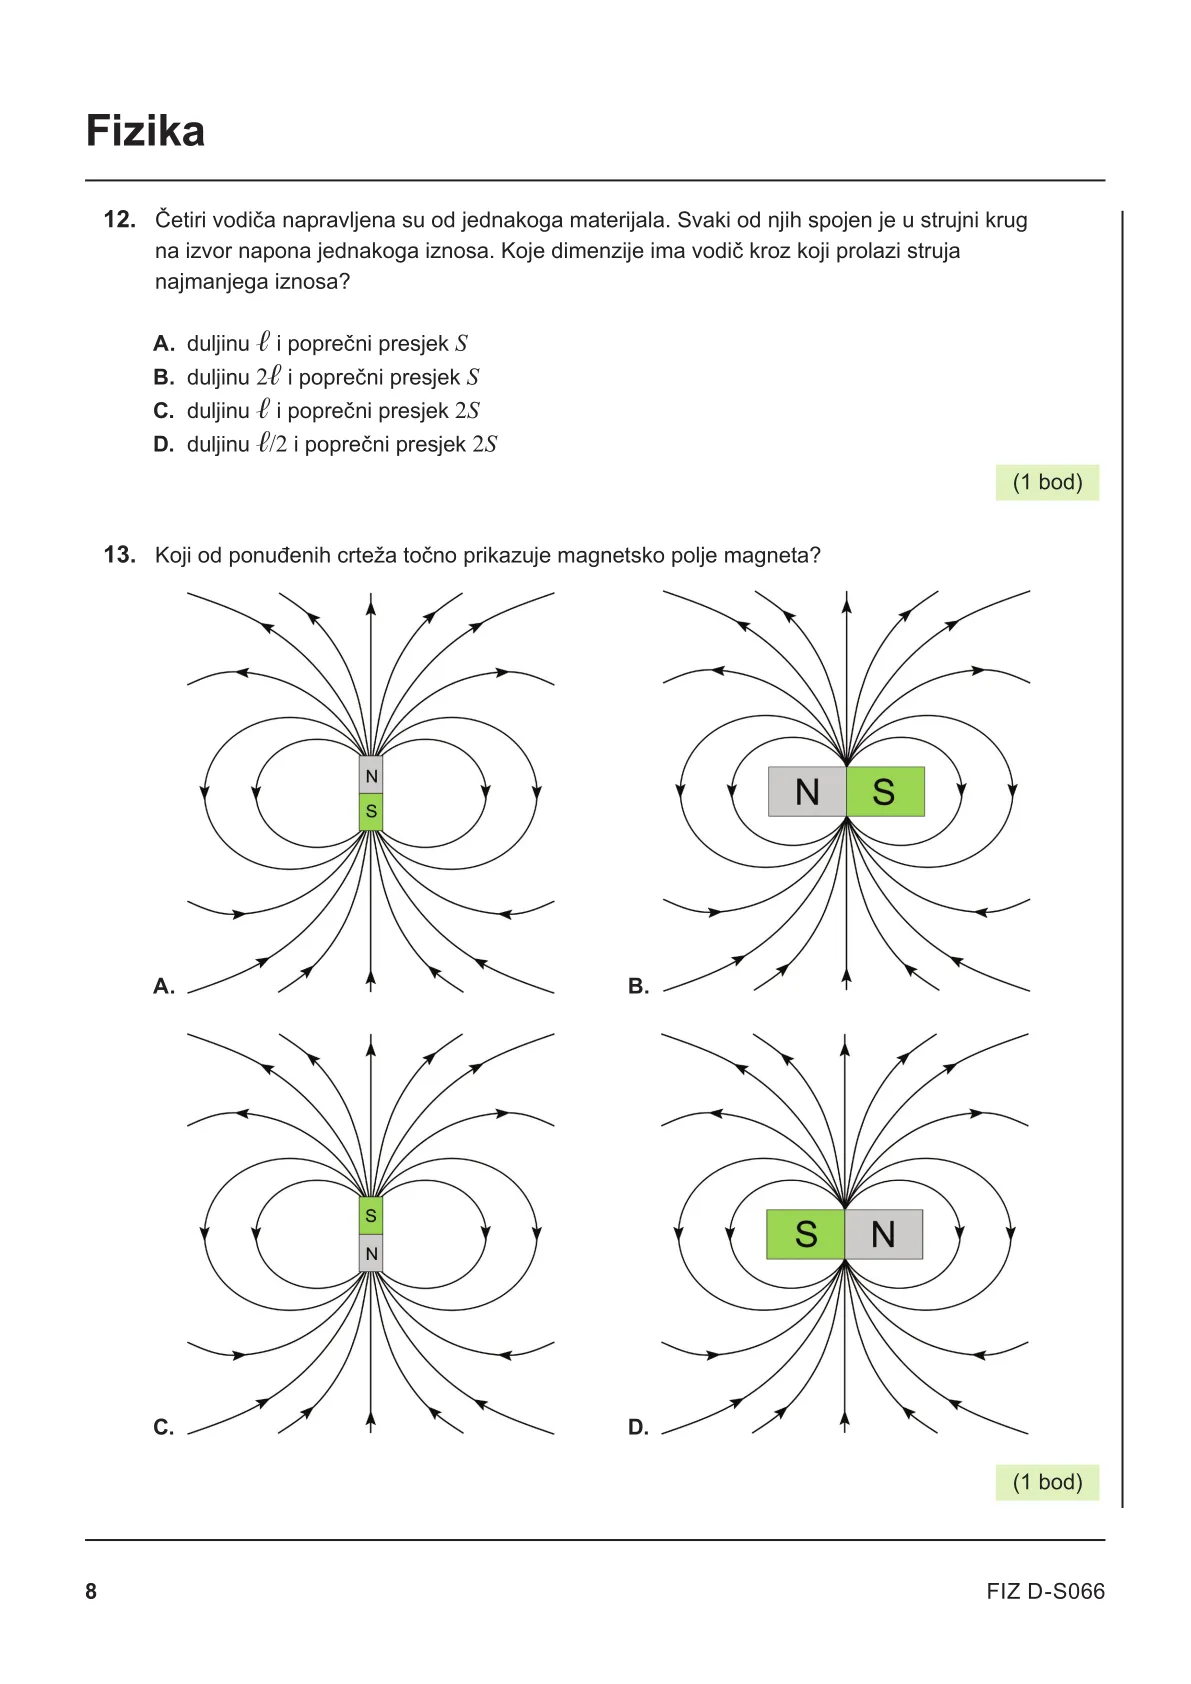 Fizika
12. Četiri vodiča napravljena su od jednakoga materijala. Svaki od njih spojen je u strujni krug
na izvor napona jednakoga iznosa. Koje dimenzije ima vodič kroz koji prolazi struja
najmanjega iznosa?
A. duljinu ℓ i poprečni presjek S
B. duljinu 2ℓ i poprečni presjek S
C. duljinu ℓ i poprečni presjek 2S
D. duljinu ℓ/2 i poprečni presjek 2S
(1 bod)
13. Koji od ponuđenih crteža točno prikazuje magnetsko polje magneta?
N
S
A.
N S
B.
S
N
C.
S N
D.
(1 bod)
8
FIZ D-S066